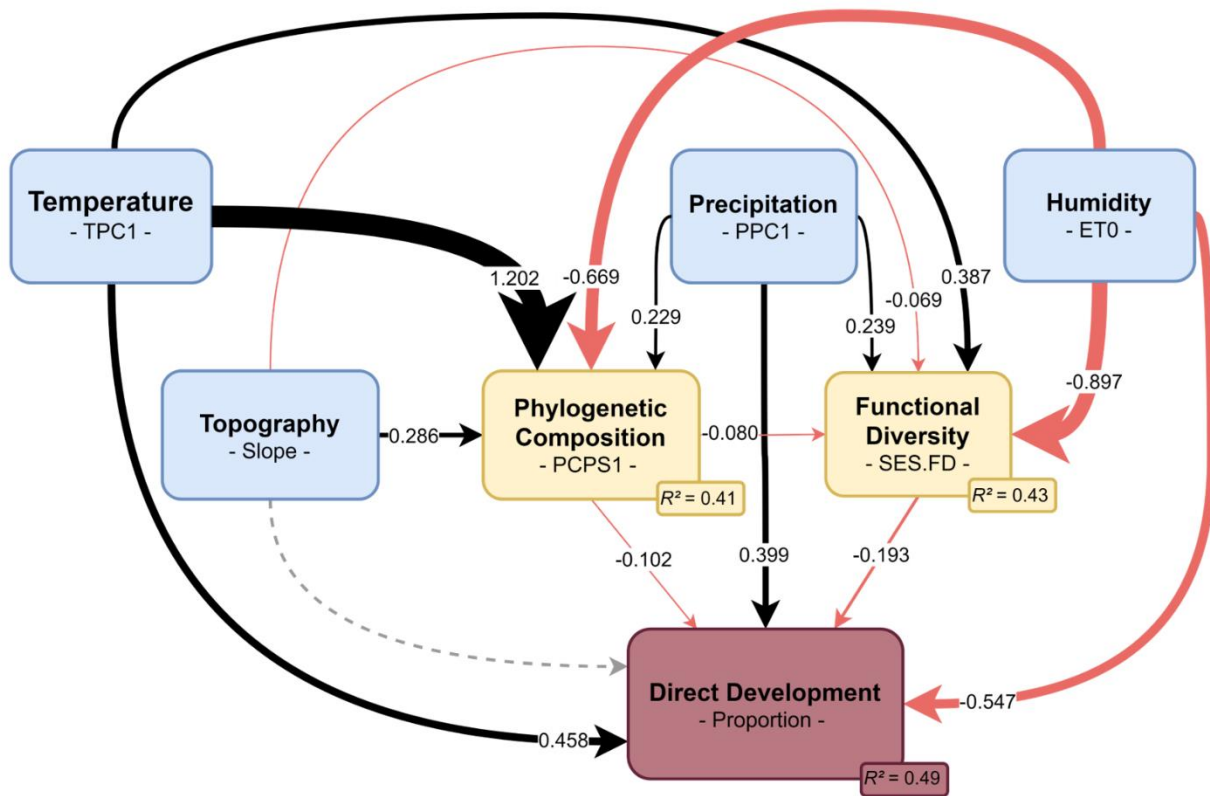 Temperature
- TPC1 -
Precipitation
- PPC1 -
Humidity
- ET0 -
1.202
-0.669
0.229
0.239
-0.069
0.387
-0.897
Topography
- Slope -
0.286
Phylogenetic
Composition
- PCPS1 -
R² = 0.41
-0.080
Functional
Diversity
- SES.FD -
R² = 0.43
-0.102
0.399
-0.193
Direct Development
- Proportion -
R² = 0.49
-0.547
0.458